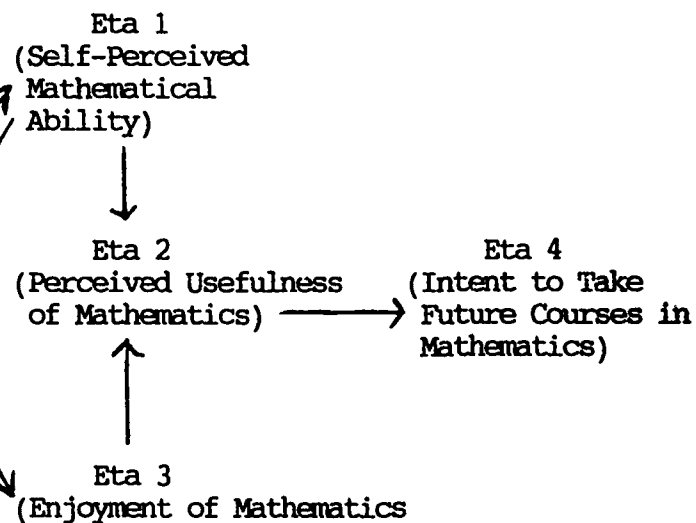 Eta 1
(Self-Perceived
Mathematical
Ability)
Eta 2
(Perceived Usefulness
of Mathematics)
Eta 4
(Intent to Take
Future Courses in
Mathematics)
Eta 3
(Enjoyment of Mathematics